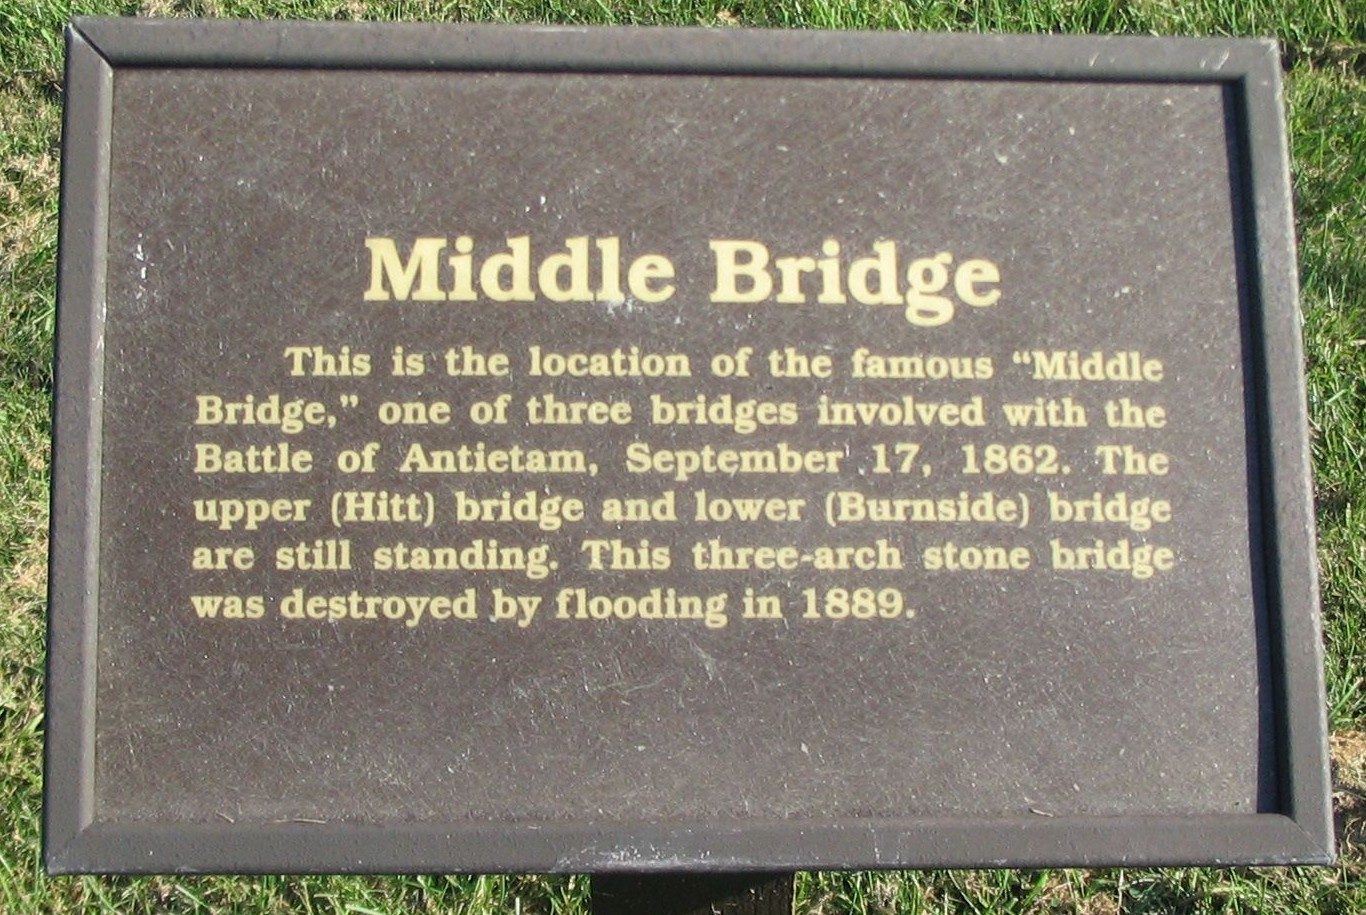 Middle Bridge
This is the location of the famous “Middle
Bridge,” one of three bridges involved with the
Battle of Antietam, September 17, 1862. The
upper (Hitt) bridge and lower (Burnside) bridge
are still standing. This three-arch stone bridge
was destroyed by flooding in 1889.